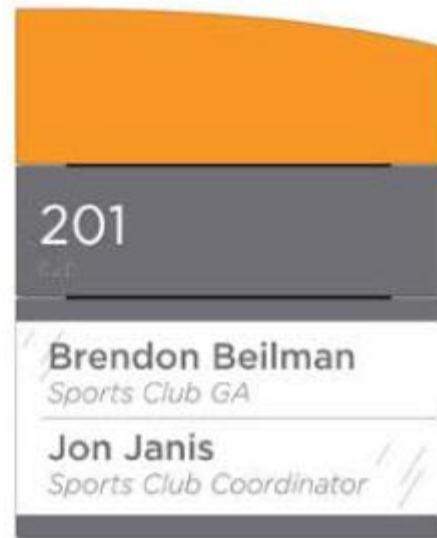 201
Brendon Beilman
Sports Club GA
Jon Janis
Sports Club Coordinator